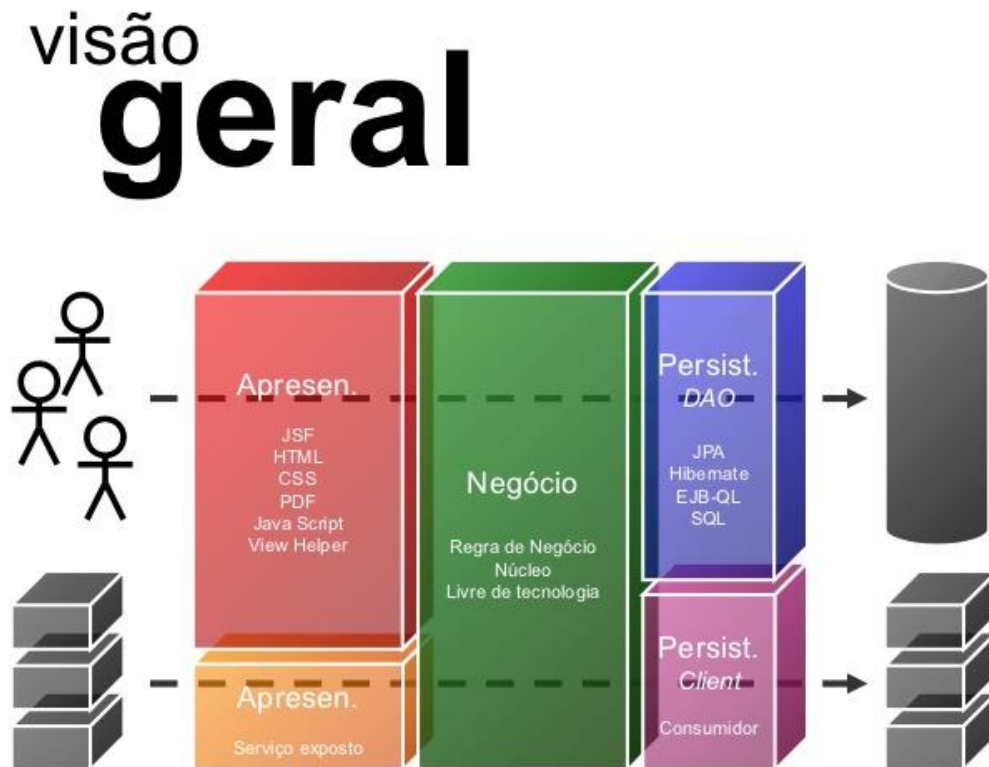 visão
geral
Apresen.
JSF
HTML
CSS
PDF
Java Script
View Helper
Apresen.
Serviço exposto
Negócio
Regra de Negócio
Núcleo
Livre de tecnologia
Persist.
DAO
JPA
Hibernate
EJB-QL
SQL
Persist.
Client
Consumidor